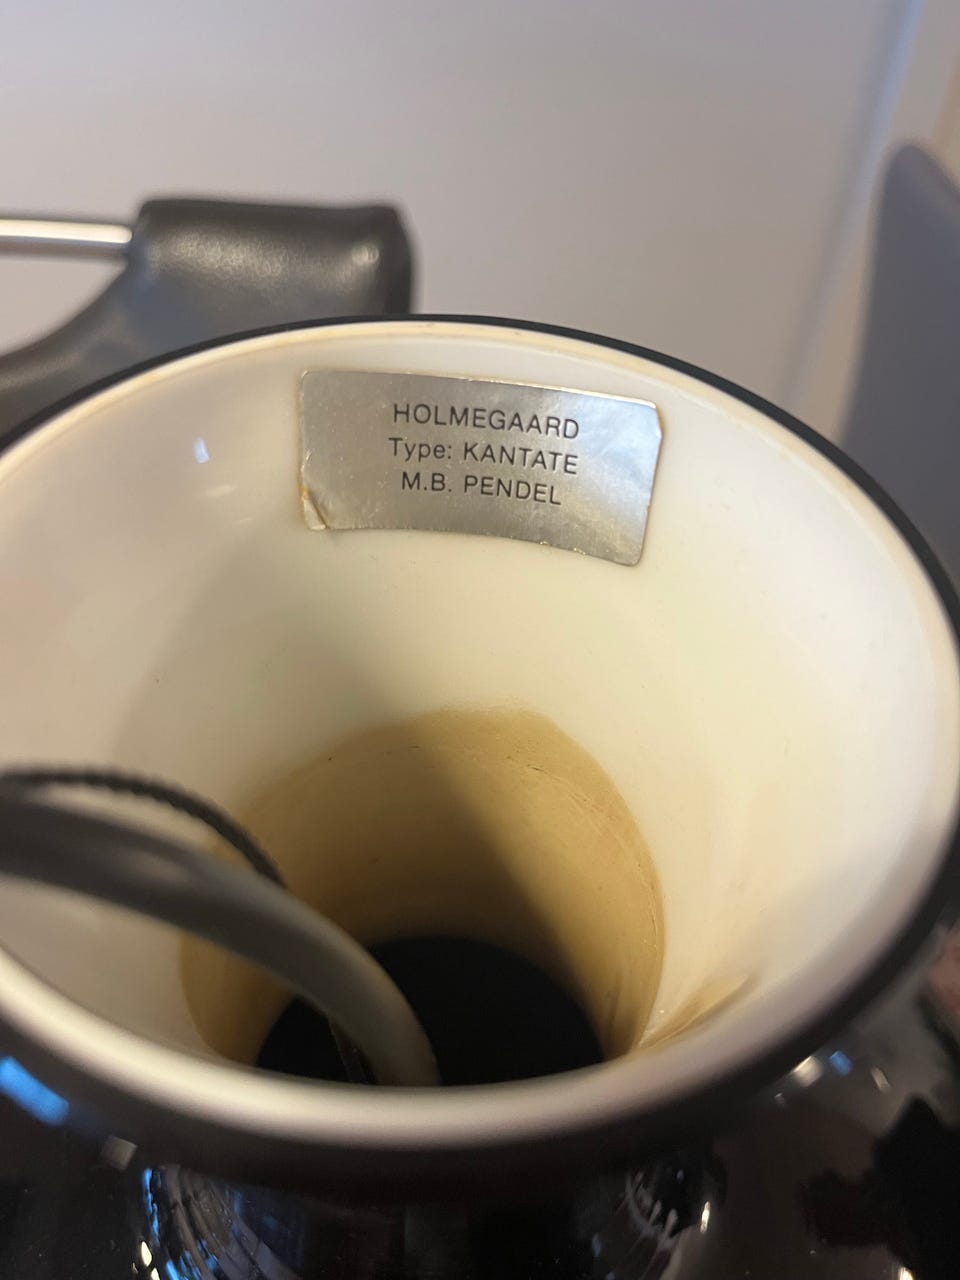 HOLMEGAARD
Type: KANTATE
M.B. PENDEL